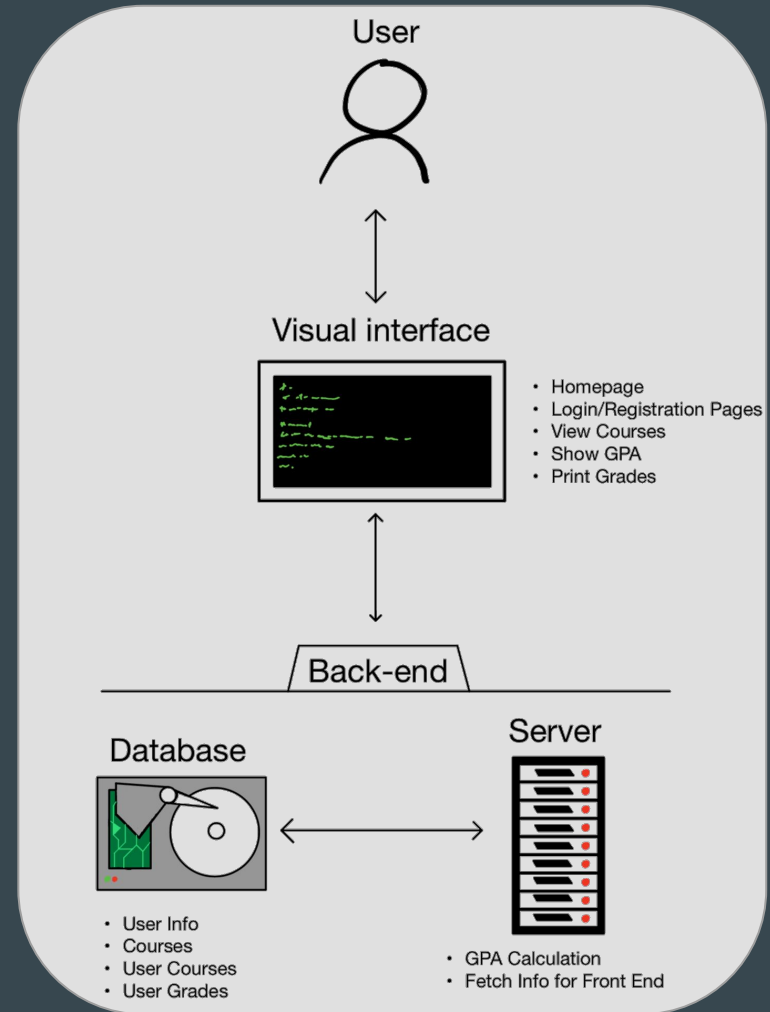 User
Visual interface
• Homepage
• Login/Registration Pages
• View Courses
• Show GPA
• Print Grades
Back-end
Database
• User Info
• Courses
• User Courses
• User Grades
Server
• GPA Calculation
• Fetch Info for Front End